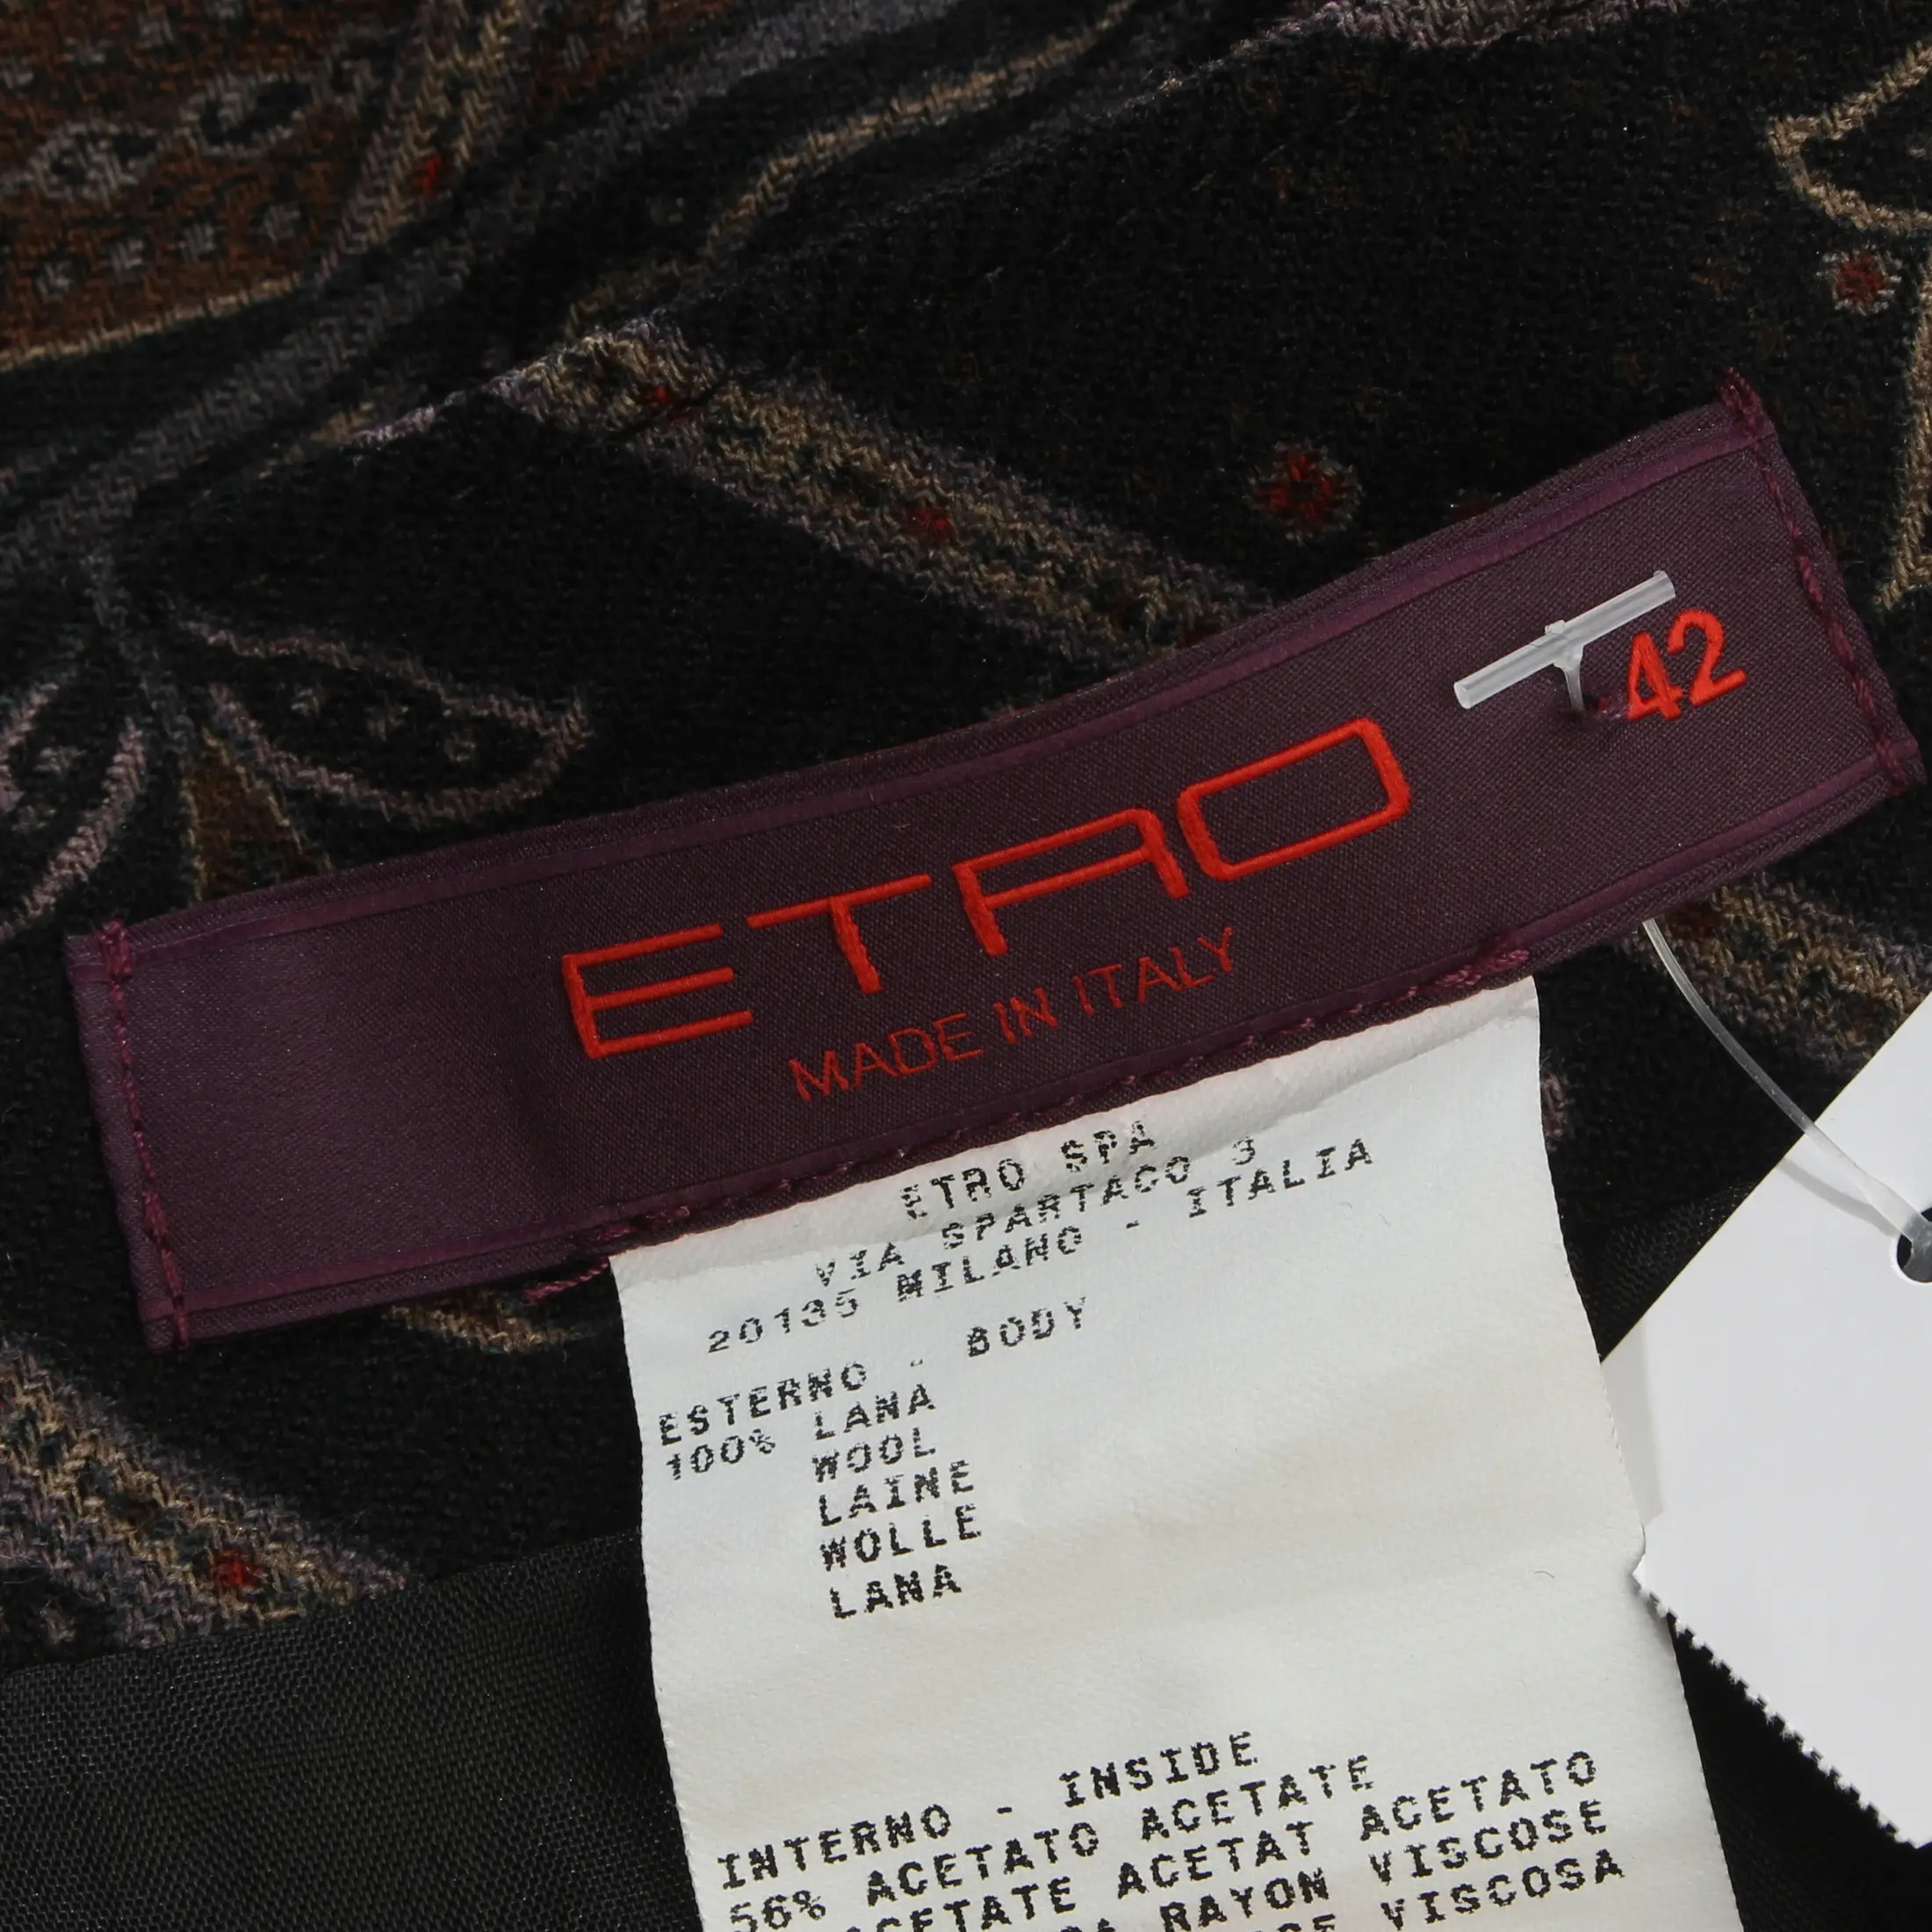 42
ETRO
MADE IN ITALY
ETRO SPA
VIA SPARTACO 3
20135 MILANO - ITALIA
ESTERNO - BODY
100% LANA
WOOL
LAINE
WOLLE
LANA
INTERNO - INSIDE
56% ACETATO ACETATE
ACETATE ACETAT ACETATO
RAYON VISCOSE
VISCOSA